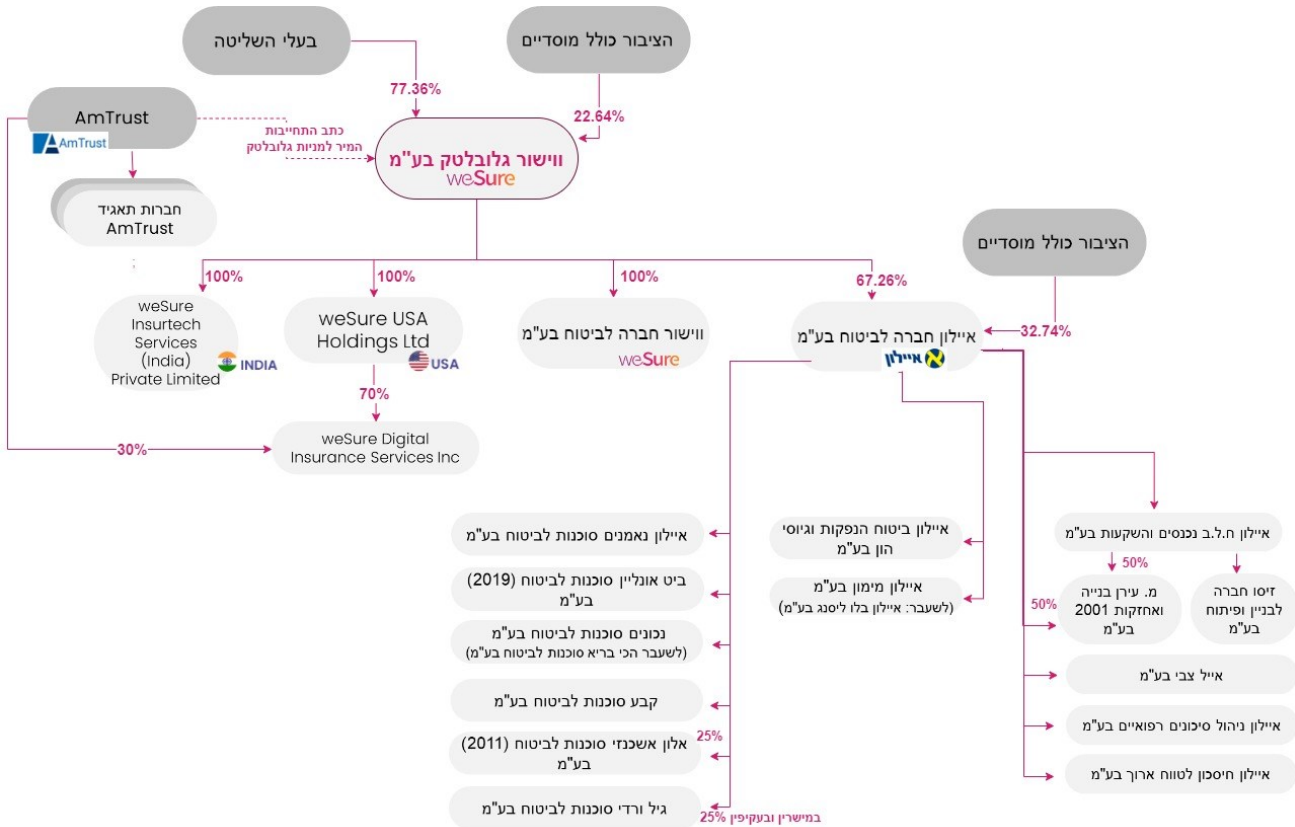 בעלי השליטה
הציבור כולל מוסדיים
77.36%
22.64%
AmTrust
AmTrust
כתב התחייבות
המיר למניות גלובלטק
ווישור גלובלטק בע"מ
weSure
חברות תאגיד
AmTrust
;
הציבור כולל מוסדיים
100%
100%
100%
67.26%
32.74%
weSure
Insurtech
Services
(India)
Private Limited
INDIA
weSure USA
Holdings Ltd
USA
ווישור חברה לביטוח בע"מ
weSure
איילון חברה לביטוח בע"מ
איילון
70%
30%
weSure Digital
Insurance Services Inc
איילון נאמנים סוכנות לביטוח בע"מ
ביט אונליין סוכנות לביטוח (2019)
בע"מ
נכונים סוכנות לביטוח בע"מ
(לשעבר הכי בריא סוכנות לביטוח בע"מ)
קבע סוכנות לביטוח בע"מ
25%
אלון אשכנזי סוכנות לביטוח (2011)
בע"מ
גיל ורדי סוכנות לביטוח בע"מ
25% במישרין ובעקיפין
איילון ביטוח הנפקות וגיוסי
הון בע"מ
איילון מימון בע"מ
(לשעבר: איילון בלו ליסנג בע"מ)
איילון ח.ל.ב נכנסים והשקעות בע"מ
50%
50%
מ. עירן בנייה
ואחזקות 2001
בע"מ
זיסו חברה
לבניין ופיתוח
בע"מ
אייל צבי בע"מ
איילון ניהול סיכונים רפואיים בע"מ
איילון חיסכון לטווח ארוך בע"מ